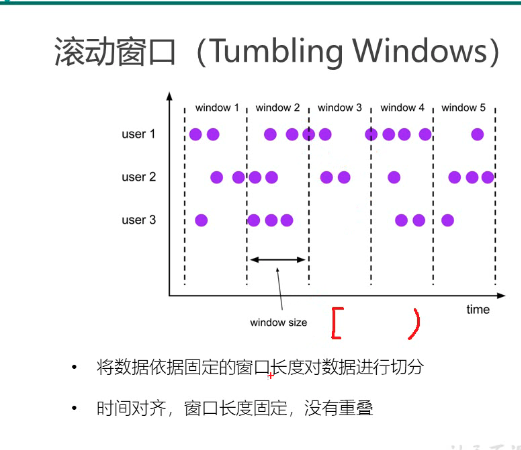 滚动窗口（Tumbling Windows）
window 1 window 2 window 3 window 4 window 5
user 1
user 2
user 3
time
window size
[ )
• 将数据依据固定的窗口长度对数据进行切分
• 时间对齐，窗口长度固定，没有重叠